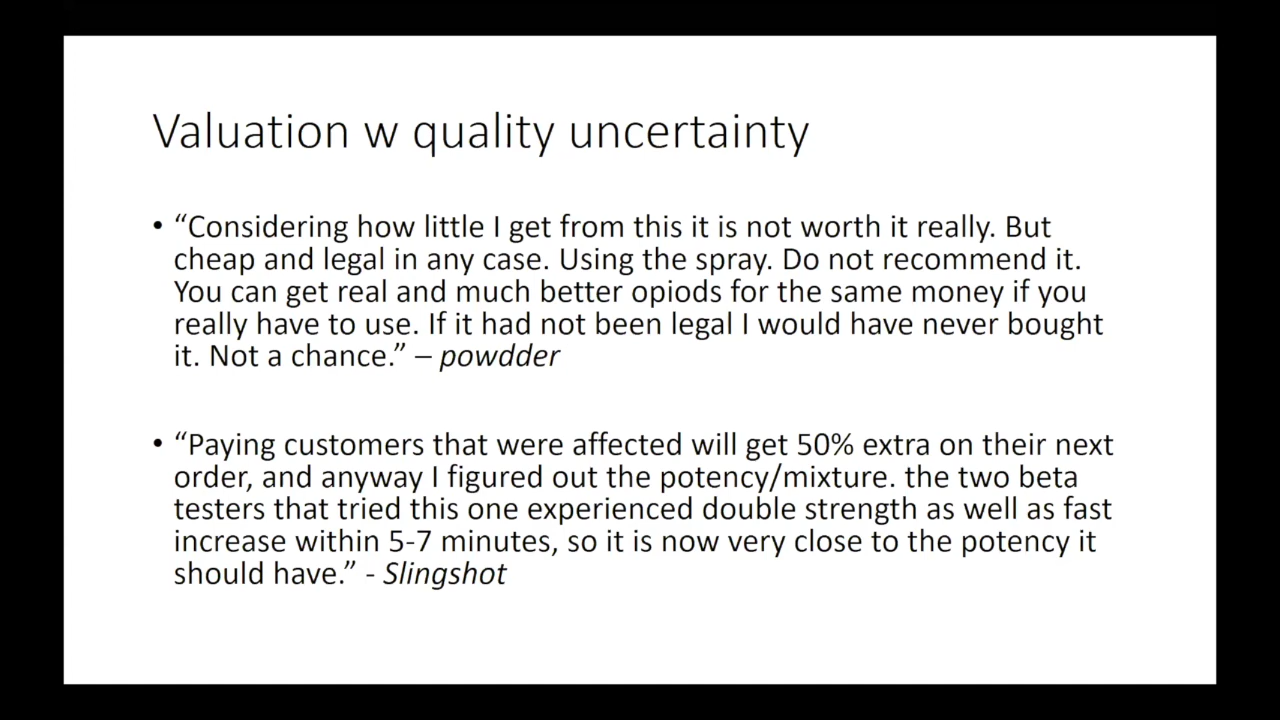 Valuation w quality uncertainty
• “Considering how little I get from this it is not worth it really. But
cheap and legal in any case. Using the spray. Do not recommend it.
You can get real and much better opiods for the same money if you
really have to use. If it had not been legal I would have never bought
it. Not a chance.” – powdder
• “Paying customers that were affected will get 50% extra on their next
order, and anyway I figured out the potency/mixture. the two beta
testers that tried this one experienced double strength as well as fast
increase within 5-7 minutes, so it is now very close to the potency it
should have.” - Slingshot